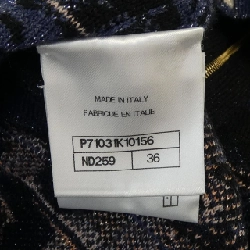 MADE IN ITALY
FABRIQUE EN ITALIE
P71031K10156
ND259 36